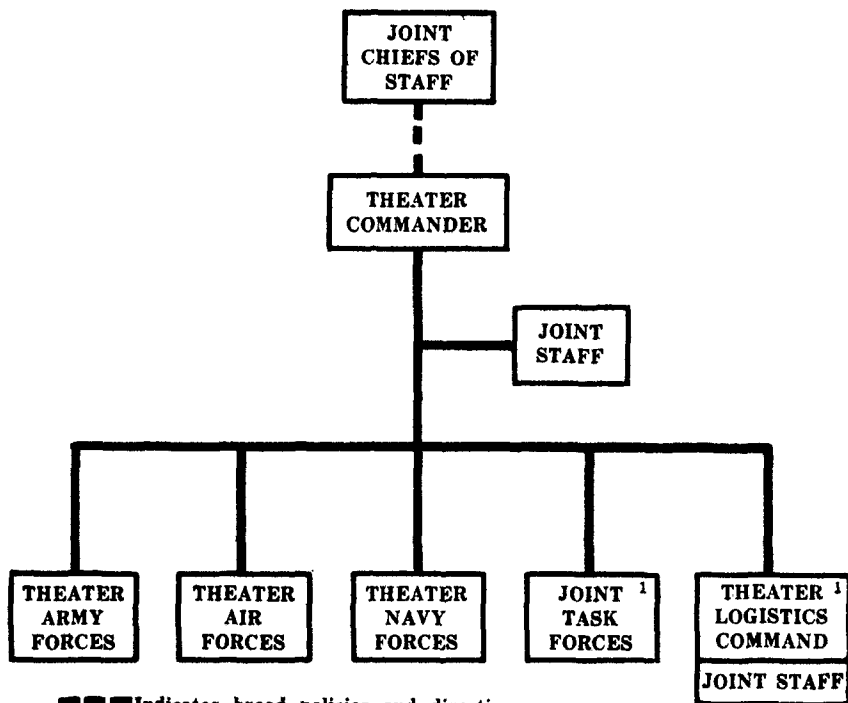 JOINT
CHIEFS OF
STAFF
THEATER
COMMANDER
JOINT
STAFF
THEATER
ARMY
FORCES
THEATER
AIR
FORCES
THEATER
NAVY
FORCES
JOINT 1
TASK
FORCES
THEATER 1
LOGISTICS
COMMAND
JOINT STAFF
Indicates broad policies and